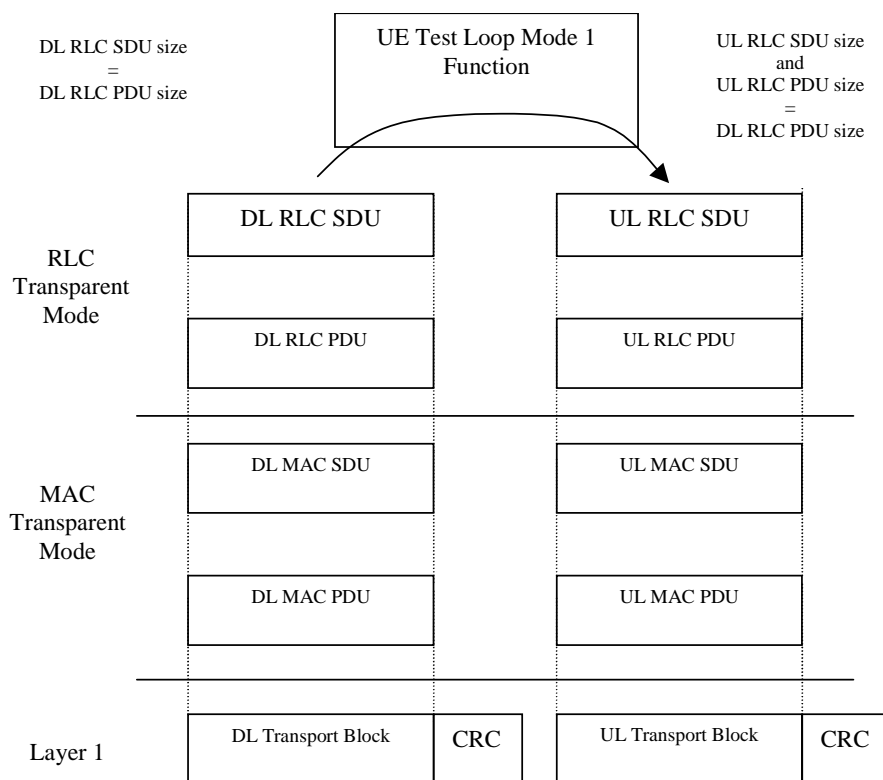 DL RLC SDU size
=
DL RLC PDU size
UE Test Loop Mode 1
Function
UL RLC SDU size
and
UL RLC PDU size
=
DL RLC PDU size
RLC
Transparent
Mode
DL RLC SDU
UL RLC SDU
DL RLC PDU
UL RLC PDU
MAC
Transparent
Mode
DL MAC SDU
UL MAC SDU
DL MAC PDU
UL MAC PDU
Layer 1
DL Transport Block
CRC
UL Transport Block
CRC